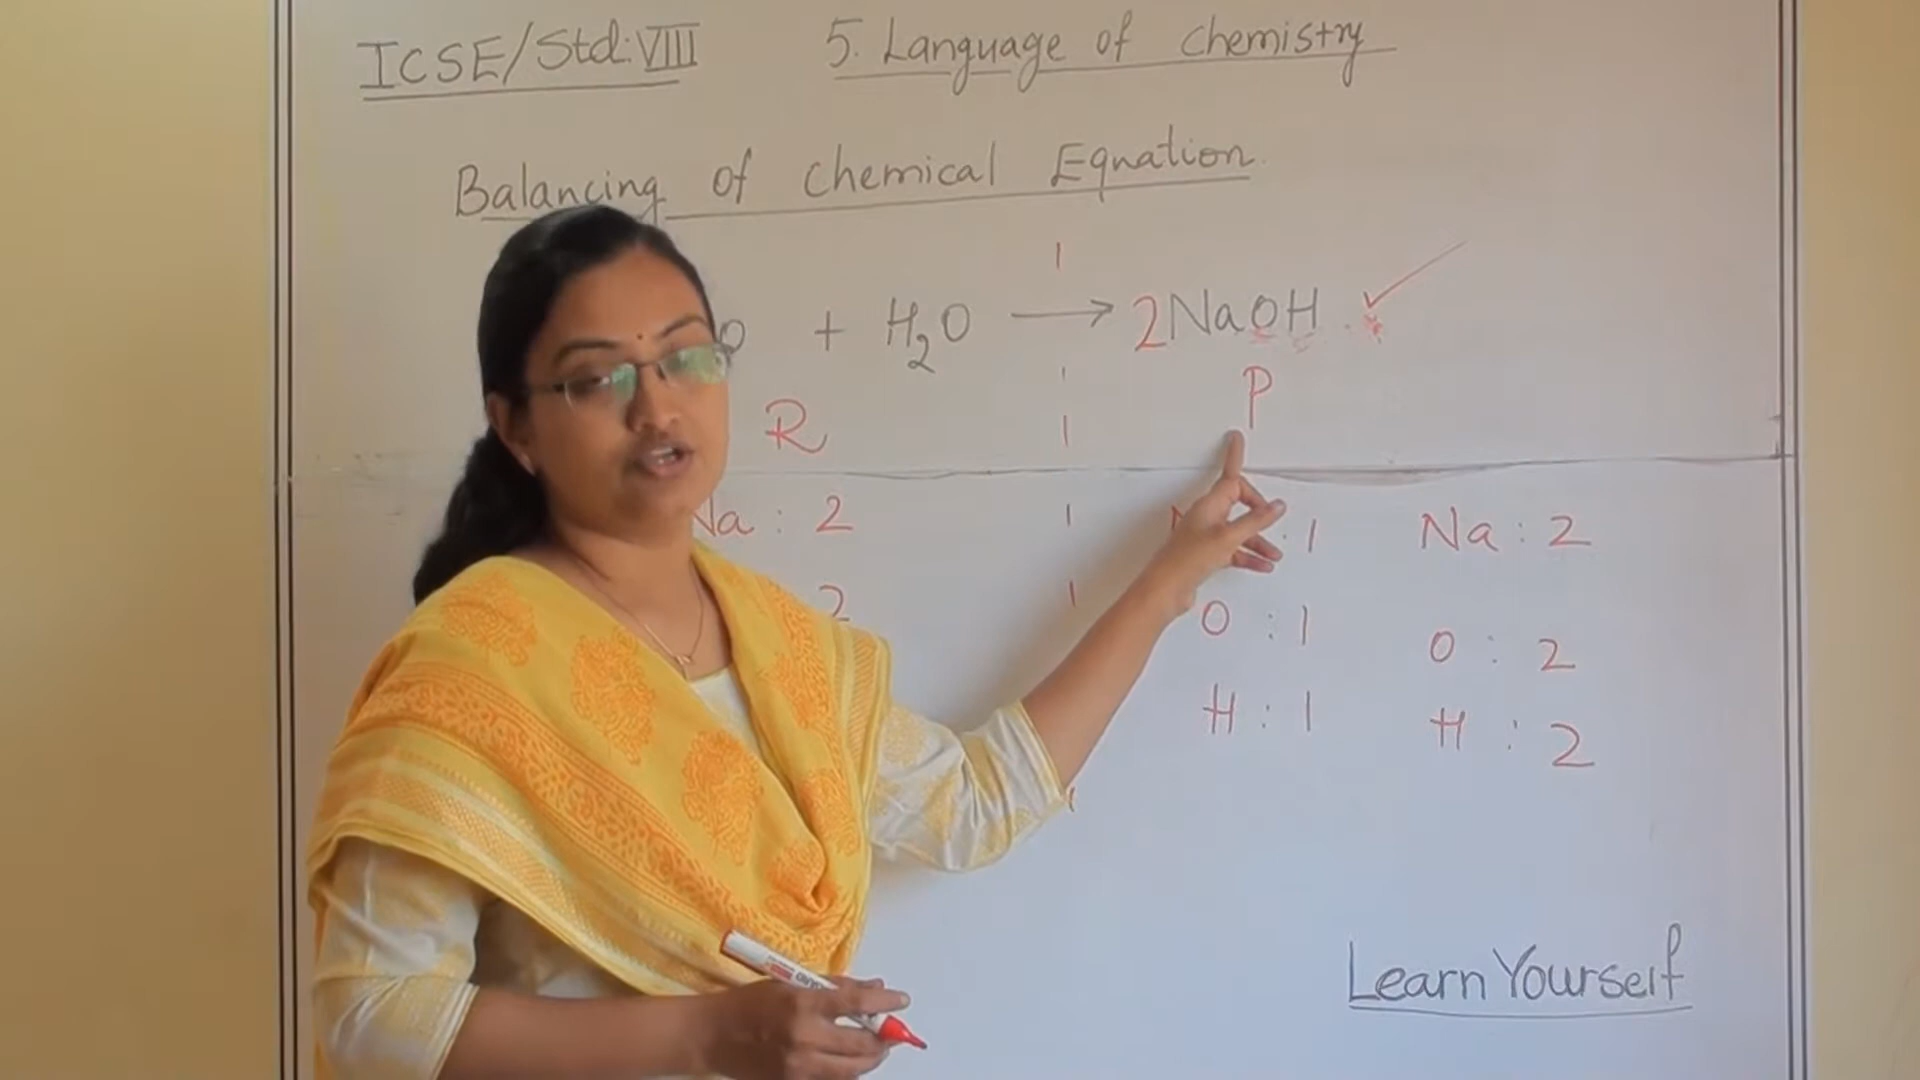 ICSE/Std:VIII 5. Language of Chemistry
Balancing of Chemical Equation.
O + H₂O → 2NaOH.
R P
Na : 2 : 1 Na : 2
2 O : 1 O : 2
H : 1 H : 2
Learn Yourself